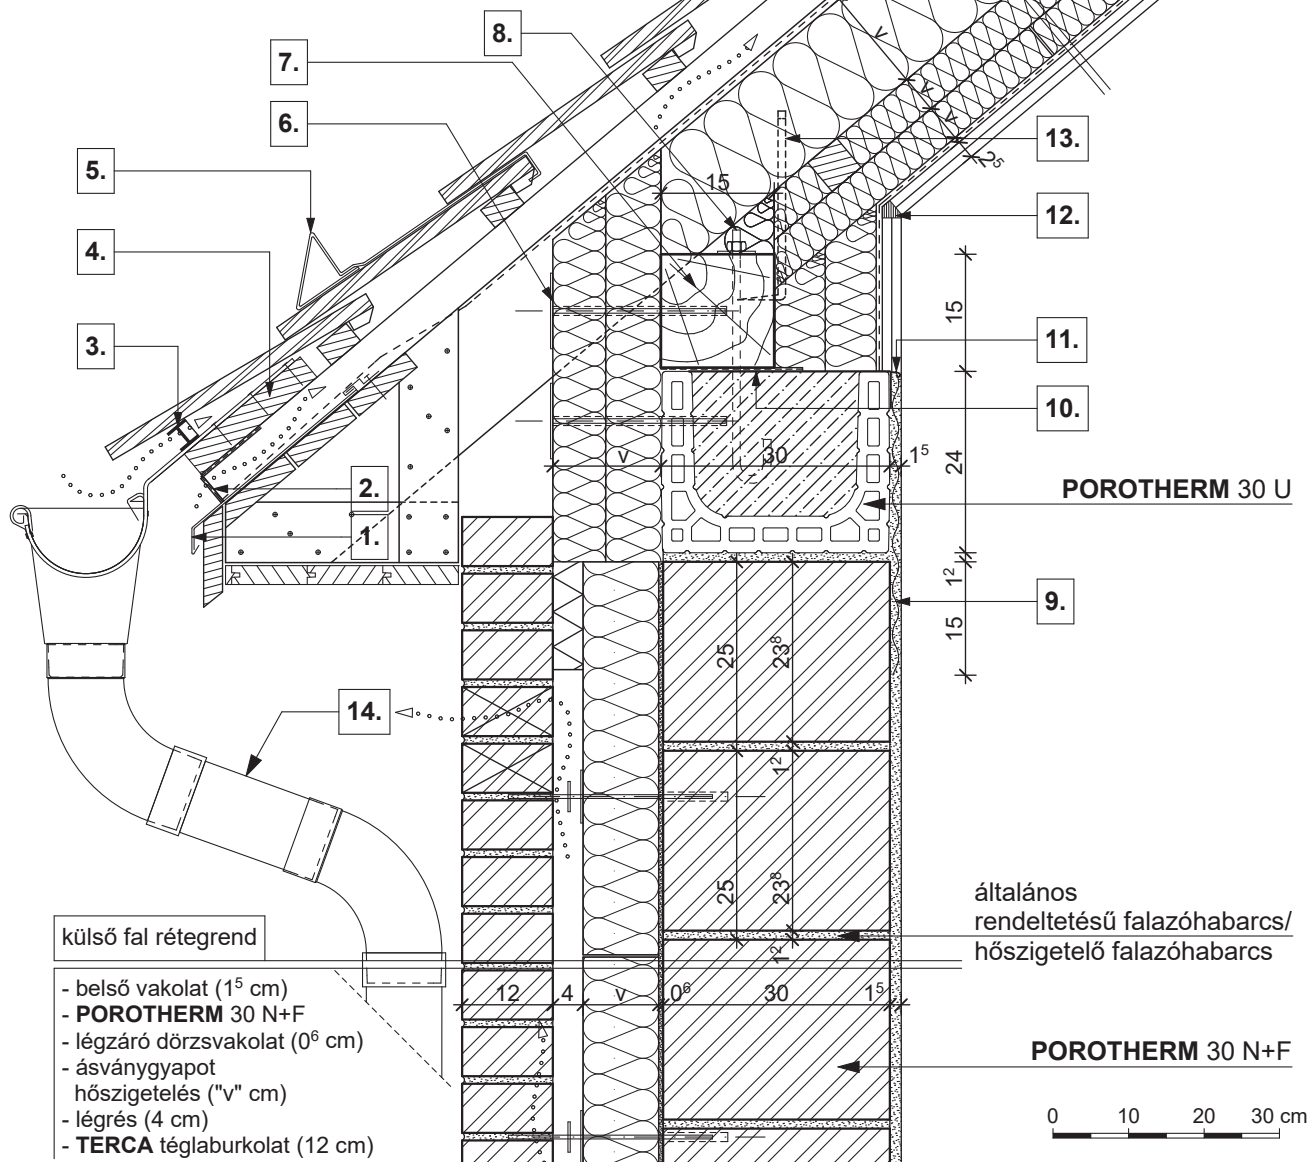 8.
7.
6.
5.
4.
3.
2.
1.
13.
12.
11.
10.
9.
14.
v
v
v
2⁵
15
15
v
30
1⁵
24
POROTHERM 30 U
1²
15
25
23⁸
1²
25
23⁸
1²
általános
rendeltetésű falazóhabarcs/
hőszigetelő falazóhabarcs
külső fal rétegrend
- belső vakolat (1⁵ cm)
- POROTHERM 30 N+F
- légzáró dörzsvakolat (0⁶ cm)
- ásványgyapot
hőszigetelés ("v" cm)
- légrés (4 cm)
- TERCA téglaburkolat (12 cm)
12
4
v
0⁶
30
1⁵
POROTHERM 30 N+F
0 10 20 30 cm